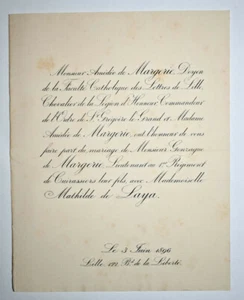 Monsieur Amédée de Margerie, Doyen
de la Faculté Catholique des Lettres de Lille,
Chevalier de la Légion d'Honneur, Commandeur
de l'Ordre de St Grégoire le Grand et Madame
Amédée de Margerie, ont l'honneur de vous
faire part du mariage de Monsieur Gonzague
de Margerie, Lieutenant au Régiment
de Cuirassiers leur fils, avec Mademoiselle
Mathilde de Laya.
Le 3 Juin 1896
Lille Bd de la Liberté.